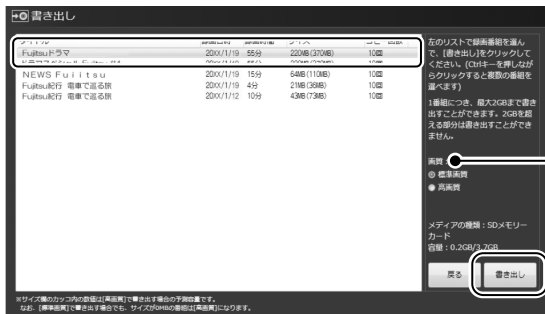 書き出し
Fujitsuドラマ 20XX/1/19 55分 220MB (370MB) 10回
NEWS Fujitsu 20XX/1/19 15分 64MB (110MB) 10回
Fujitsu紀行 電車で巡る旅 20XX/1/19 4分 21MB (36MB) 10回
Fujitsu紀行 電車で巡る旅 20XX/1/12 10分 43MB (73MB) 10回
左のリストで録画番組を選ん
で、[書き出し]をクリックして
ください。(Ctrlキーを押しなが
らクリックすると複数の番組を
選べます)
1番組につき、最大2GBまで書き
出すことができます。2GBを超
える部分は書き出すことができ
ません。
画質
標準画質
高画質
メディアの種類：SDメモリー
カード
容量：0.2GB/3.7GB
戻る 書き出し
※サイズ欄のカッコ内の数値は[高画質]で書き出す場合の予測容量です。
なお、[標準画質]で書き出す場合でも、サイズが0MBの番組は[高画質]になります。